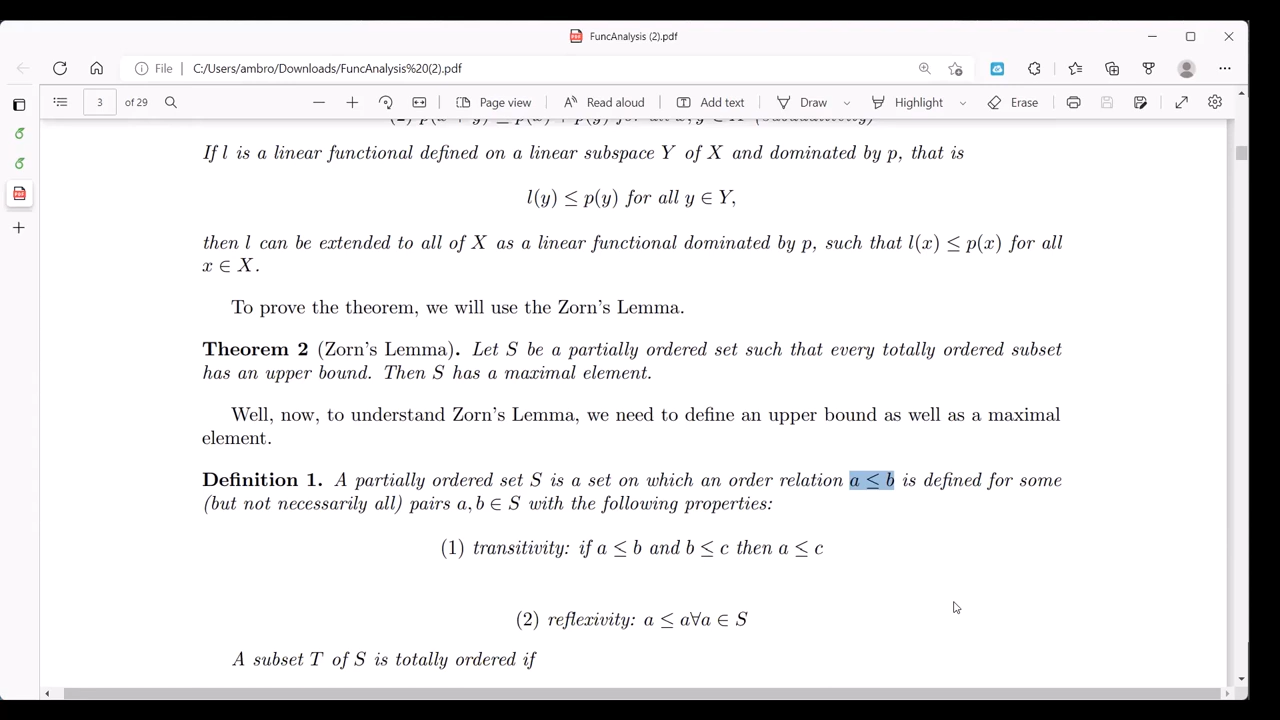 FuncAnalysis (2).pdf
File C:/Users/ambro/Downloads/FuncAnalysis%20(2).pdf
3 of 29 Page view Read aloud Add text Draw Highlight Erase
If l is a linear functional defined on a linear subspace Y of X and dominated by p, that is
l(y) ≤ p(y) for all y ∈ Y,
then l can be extended to all of X as a linear functional dominated by p, such that l(x) ≤ p(x) for all
x ∈ X.
To prove the theorem, we will use the Zorn's Lemma.
Theorem 2 (Zorn's Lemma). Let S be a partially ordered set such that every totally ordered subset
has an upper bound. Then S has a maximal element.
Well, now, to understand Zorn's Lemma, we need to define an upper bound as well as a maximal
element.
Definition 1. A partially ordered set S is a set on which an order relation a ≤ b is defined for some
(but not necessarily all) pairs a, b ∈ S with the following properties:
(1) transitivity: if a ≤ b and b ≤ c then a ≤ c
(2) reflexivity: a ≤ a∀a ∈ S
A subset T of S is totally ordered if